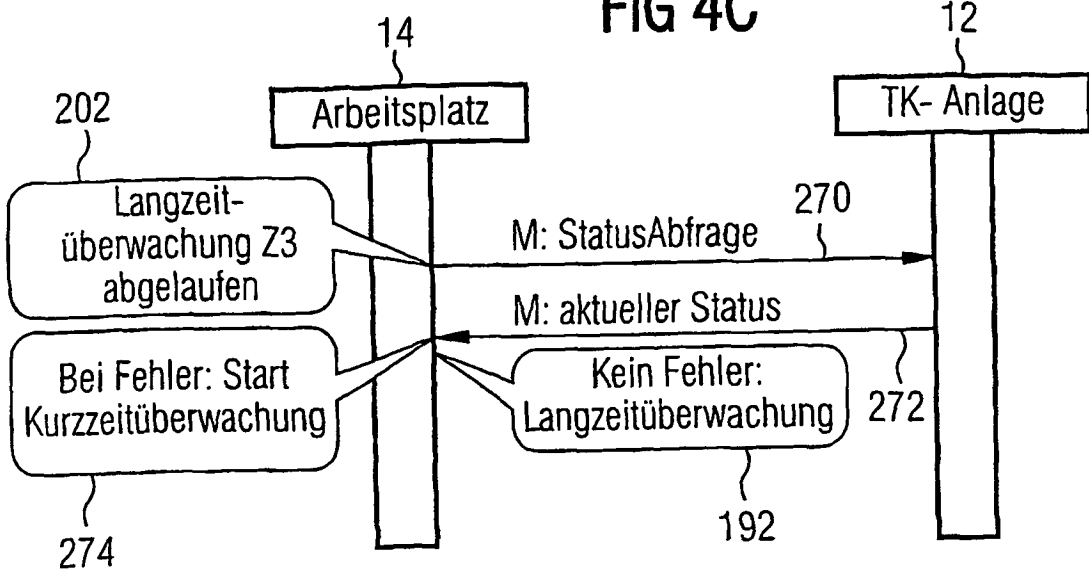 FIG 4C
14
12
Arbeitsplatz
TK- Anlage
202
Langzeit-
überwachung Z3
abgelaufen
M: StatusAbfrage
270
M: aktueller Status
272
Bei Fehler: Start
Kurzzeitüberwachung
274
Kein Fehler:
Langzeitüberwachung
192